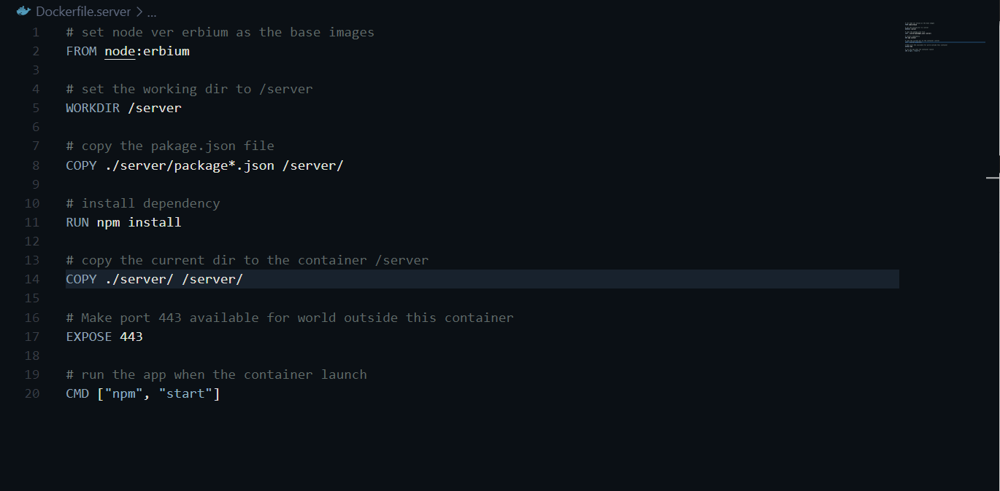 Dockerfile.server > ...
1 # set node ver erbium as the base images
2 FROM node:erbium
3
4 # set the working dir to /server
5 WORKDIR /server
6
7 # copy the pakage.json file
8 COPY ./server/package*.json /server/
9
10 # install dependency
11 RUN npm install
12
13 # copy the current dir to the container /server
14 COPY ./server/ /server/
15
16 # Make port 443 available for world outside this container
17 EXPOSE 443
18
19 # run the app when the container launch
20 CMD ["npm", "start"]